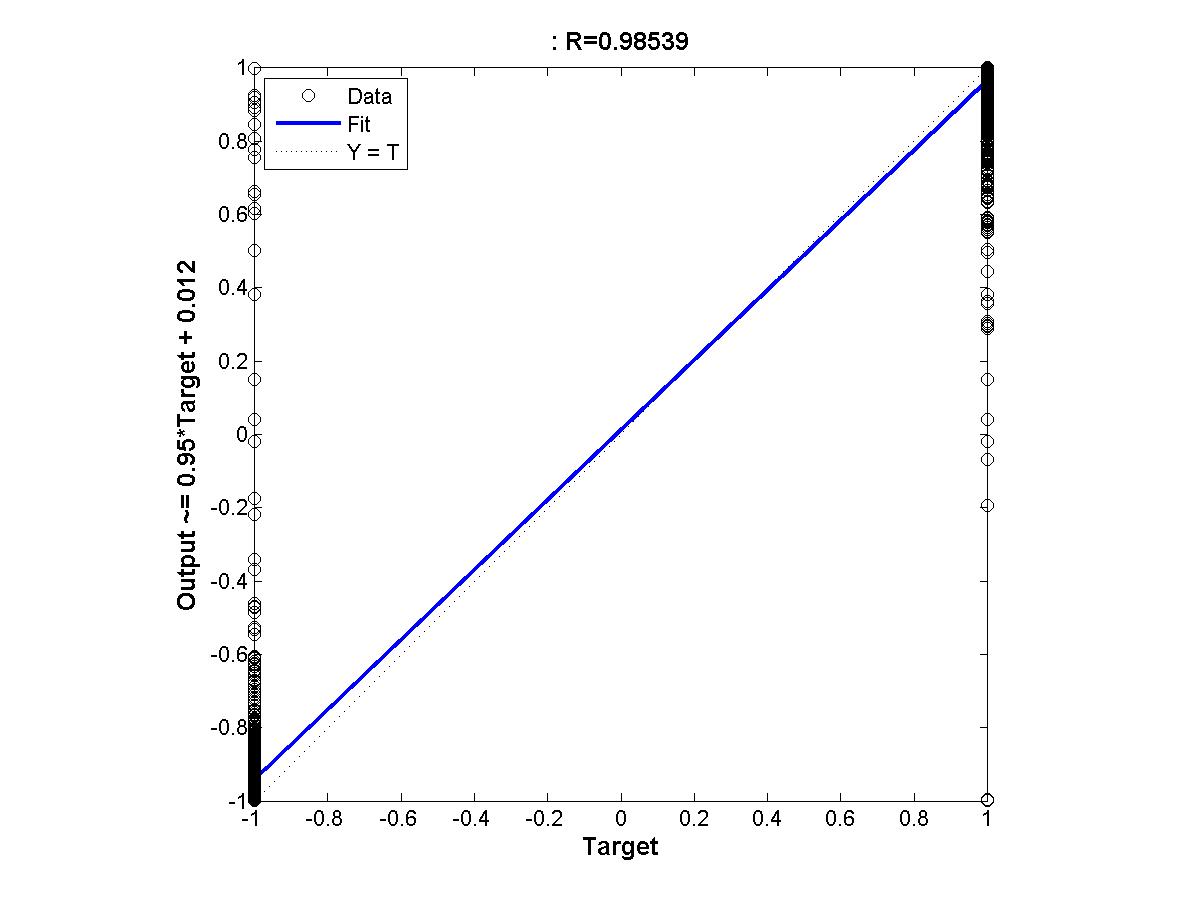 : R=0.98539
Data
Fit
Y = T
1
0.8
0.6
0.4
0.2
0
-0.2
-0.4
-0.6
-0.8
-1
Output ~= 0.95*Target + 0.012
-1 -0.8 -0.6 -0.4 -0.2 0 0.2 0.4 0.6 0.8 1
Target